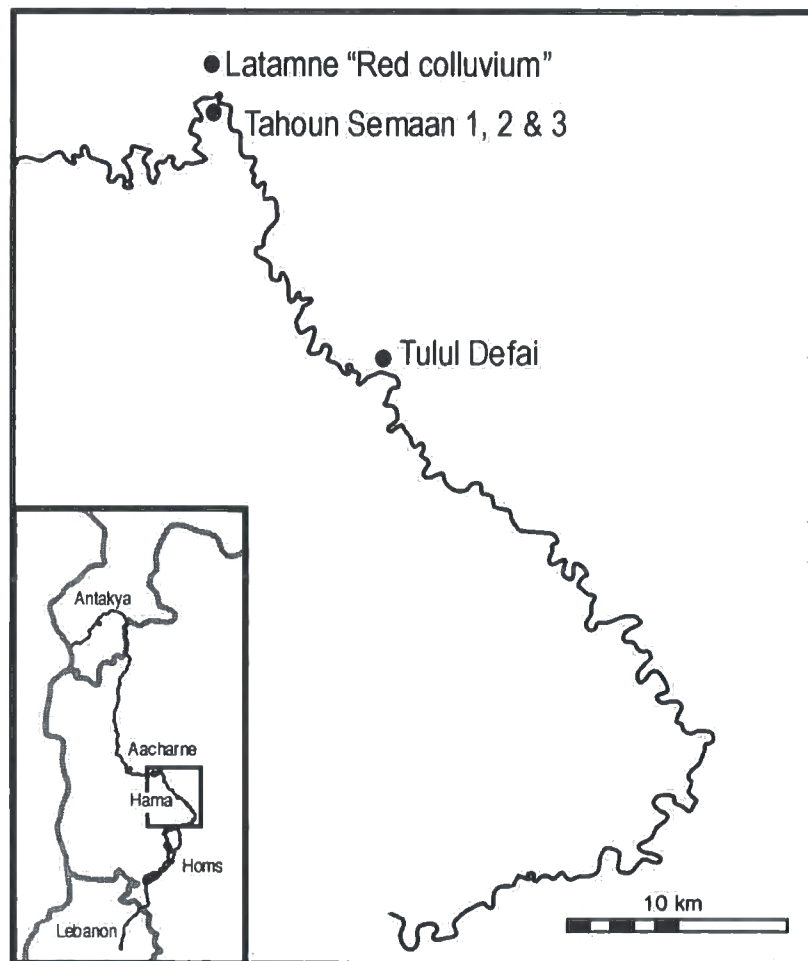 Latamne “Red colluvium”
Tahoun Semaan 1, 2 & 3
Tulul Defai
Antakya
Aacharne
Hama
Homs
Lebanon
10 km